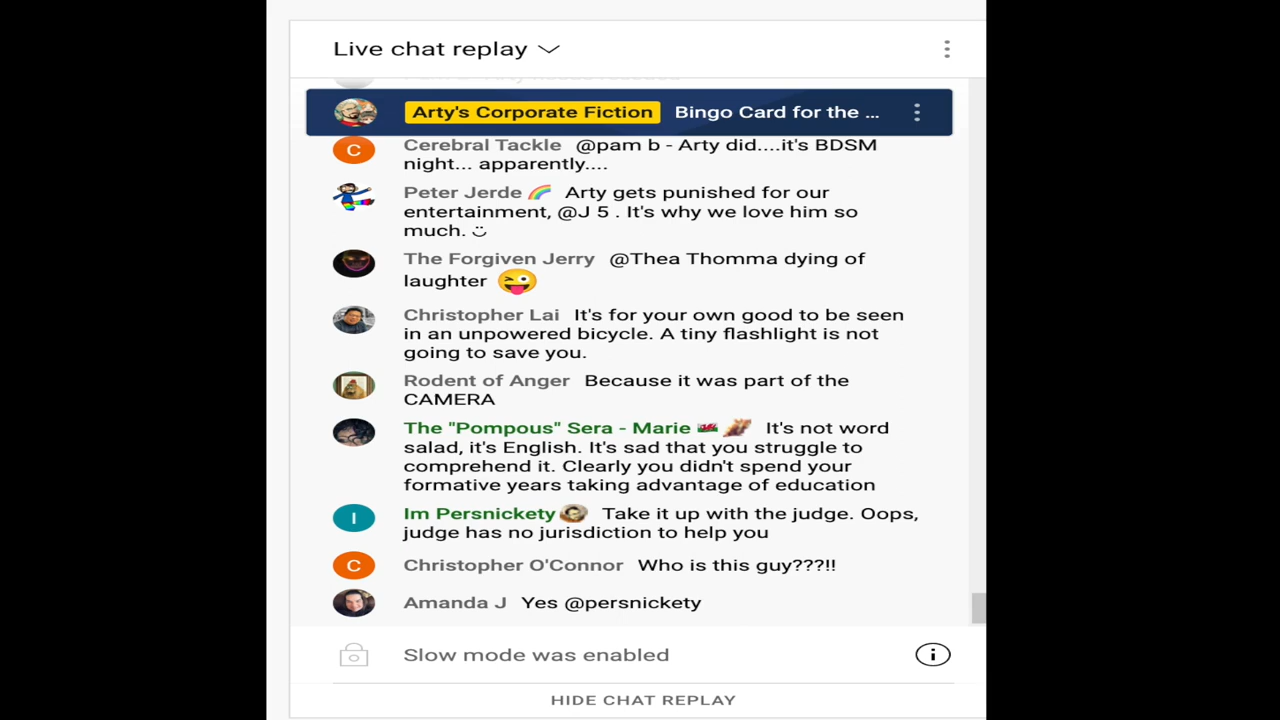 Live chat replay
Arty's Corporate Fiction Bingo Card for the ...
Cerebral Tackle @pam b - Arty did....it's BDSM
night... apparently....
Peter Jerde Arty gets punished for our
entertainment, @J 5 . It's why we love him so
much.
The Forgiven Jerry @Thea Thomma dying of
laughter
Christopher Lai It's for your own good to be seen
in an unpowered bicycle. A tiny flashlight is not
going to save you.
Rodent of Anger Because it was part of the
CAMERA
The "Pompous" Sera - Marie It's not word
salad, it's English. It's sad that you struggle to
comprehend it. Clearly you didn't spend your
formative years taking advantage of education
I Im Persnickety Take it up with the judge. Oops,
judge has no jurisdiction to help you
C Christopher O'Connor Who is this guy???!!
Amanda J Yes @persnickety
Slow mode was enabled
HIDE CHAT REPLAY